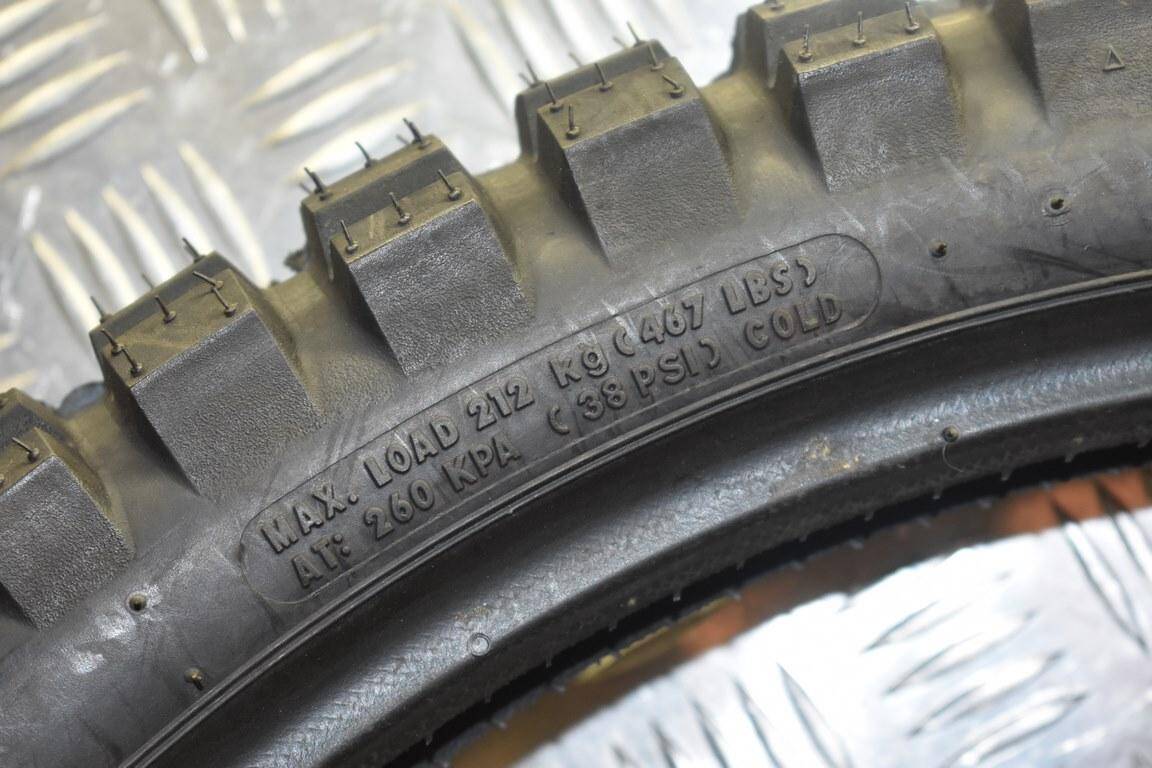 MAX. LOAD 212 kg (467 LBS)
AT: 260 KPA (38 PSI) COLD